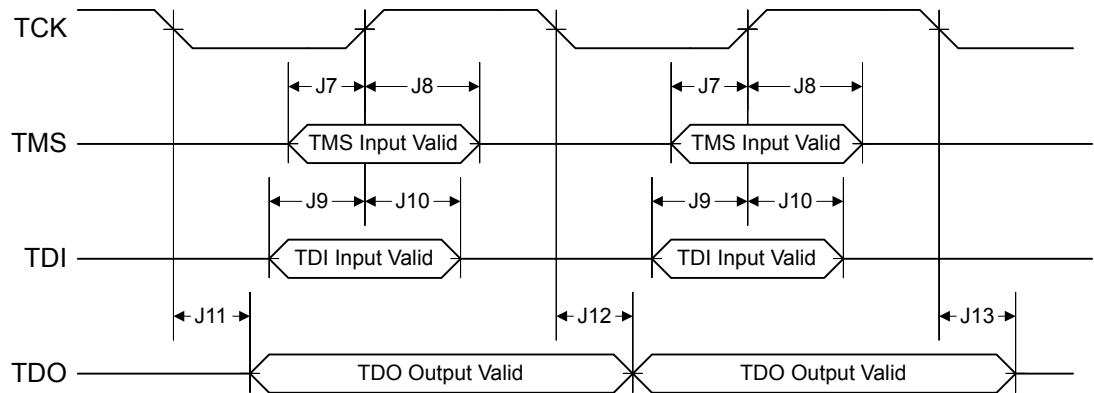 TCK
J7 J8 J7 J8
TMS TMS Input Valid TMS Input Valid
J9 J10 J9 J10
TDI TDI Input Valid TDI Input Valid
J11 J12 J13
TDO TDO Output Valid TDO Output Valid